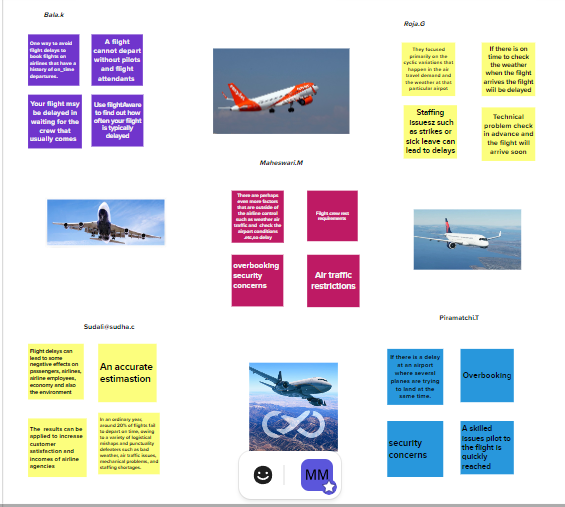 Bala.k
One way to avoid
flight delays to
book flights on
airlines that have a
history of on_time
departures.
A flight
cannot depart
without pilots
and flight
attendants
Your flight may
be delayed in
waiting for the
crew that
usually comes
Use flightAware
to find out how
often your flight
is typically
delayed
Roja.G
They focused
primarily on the
cyclic variations that
happen in the air
travel demand and
the weather at that
particular airpot
If there is on
time to check
the weather
when the flight
arrives the flight
will be delayed
Staffing
issuesz such
as strikes or
sick leave can
lead to delays
Technical
problem check
in advance and
the flight will
arrive soon
Maheswari.M
There are perhaps
even more factors
that are outside of
the airline control
such as weather air
traffic and check the
airport conditions
,etc,so delay
Flight crew rest
requirements
overbooking
security
concerns
Air traffic
restrictions
Sudali@sudha.c
Flight delays can
lead to some
negative effects on
passengers, airlines,
airline employees,
economy and also
the environment
An accurate
estimastion
The results can be
applied to increase
customer
satisfaction and
incomes of airline
agencies
In an ordinary year,
around 20% of flights fail
to depart on time, owing
to a variety of logistical
mishaps and punctuality
defeaters such as bad
weather, air traffic issues,
mechanical problems, and
staffing shortages.
Piramatchi.T
If there is a delay
at an airport
where several
planes are trying
to land at the
same time.
Overbooking
security
concerns
A skilled
issues pilot to
the flight is
quickly
reached
MM